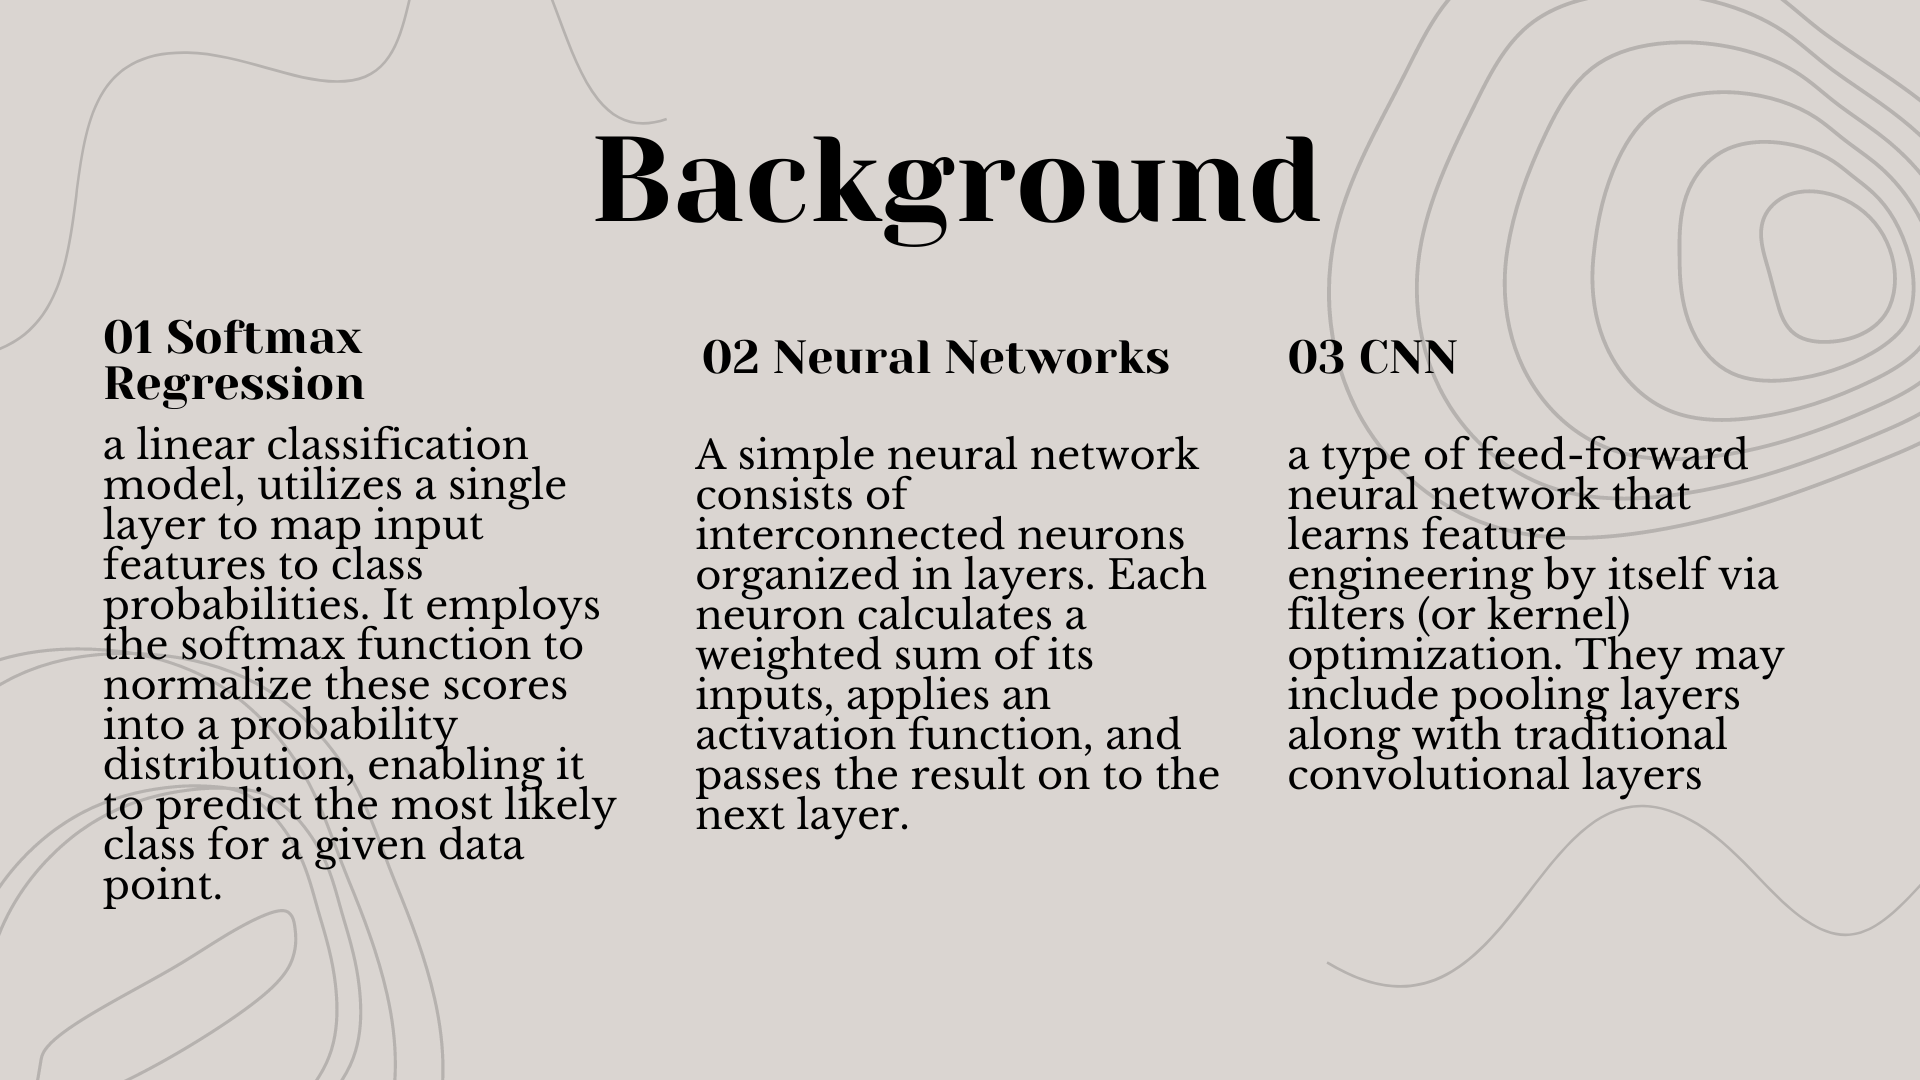 Background
01 Softmax
Regression
a linear classification
model, utilizes a single
layer to map input
features to class
probabilities. It employs
the softmax function to
normalize these scores
into a probability
distribution, enabling it
to predict the most likely
class for a given data
point.
02 Neural Networks
A simple neural network
consists of
interconnected neurons
organized in layers. Each
neuron calculates a
weighted sum of its
inputs, applies an
activation function, and
passes the result on to the
next layer.
03 CNN
a type of feed-forward
neural network that
learns feature
engineering by itself via
filters (or kernel)
optimization. They may
include pooling layers
along with traditional
convolutional layers